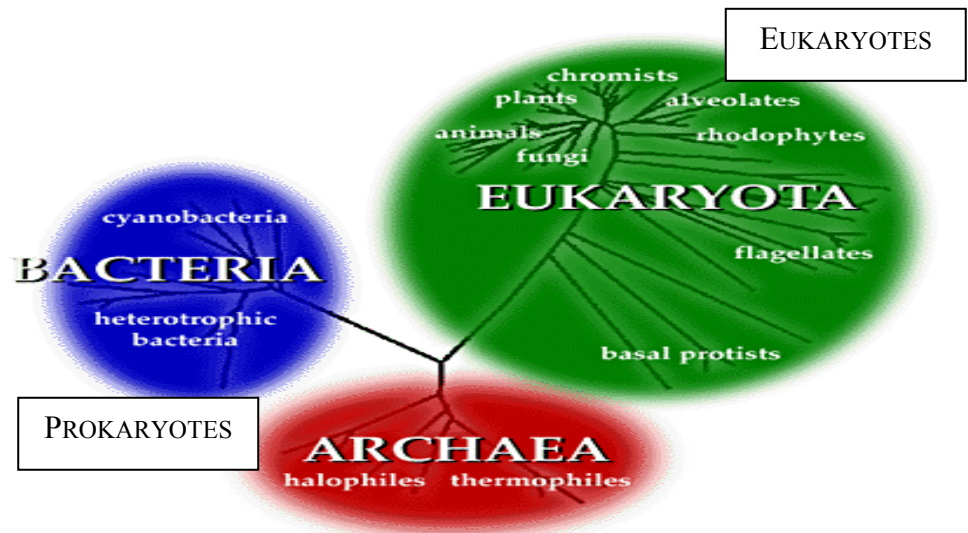 EUKARYOTES
chromists
plants
alveolates
animals
rhodophytes
fungi
EUKARYOTA
cyanobacteria
flagellates
BACTERIA
heterotrophic
bacteria
basal protists
PROKARYOTES
ARCHAEA
halophiles thermophiles